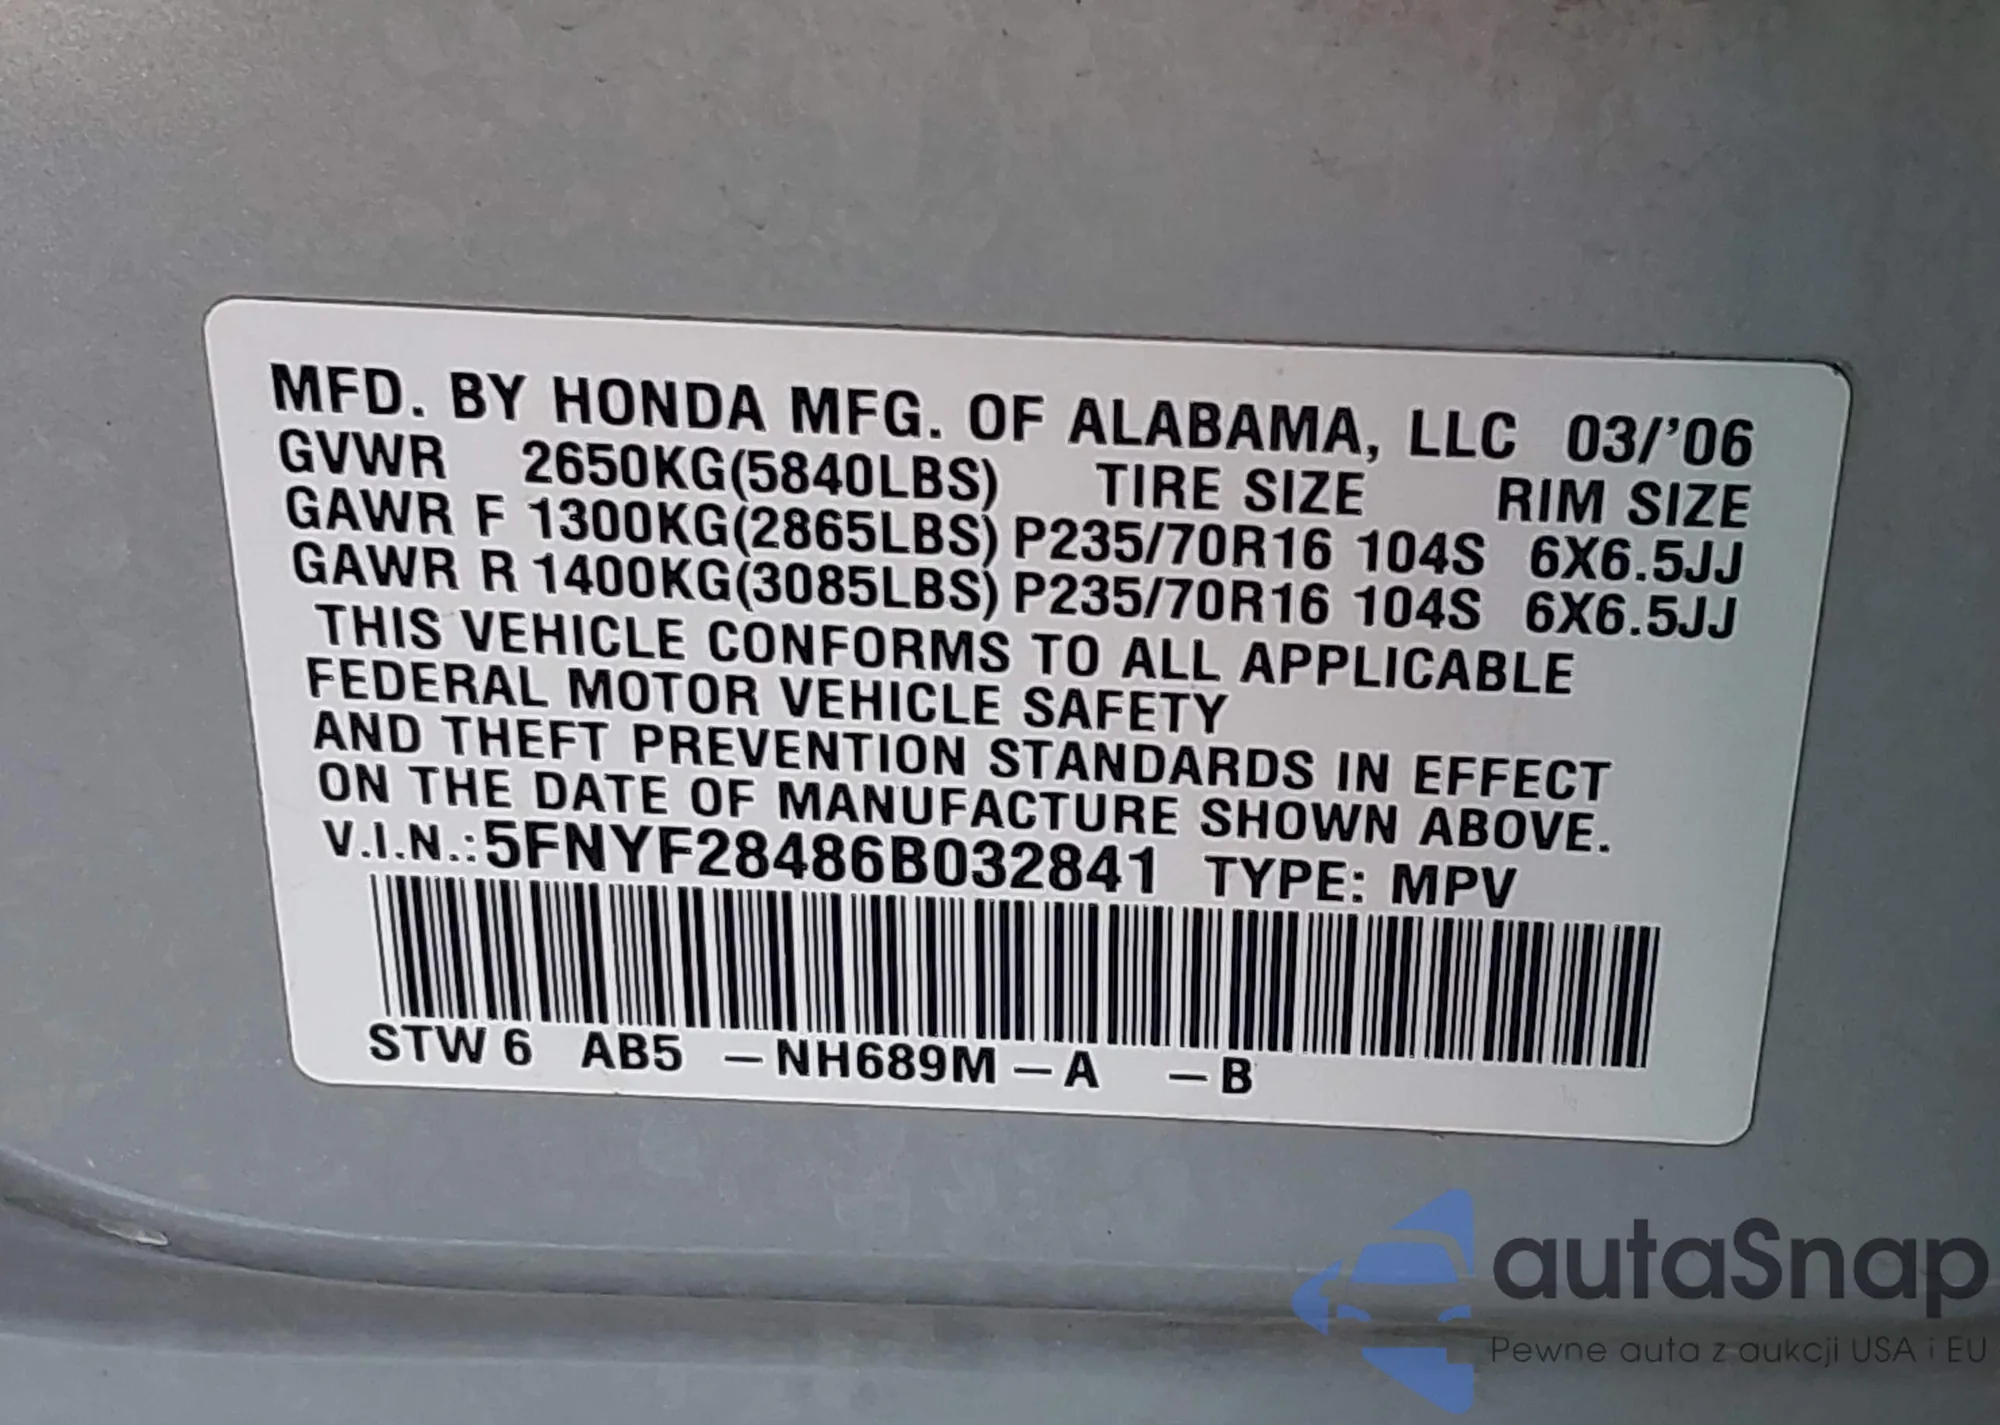 MFD. BY HONDA MFG. OF ALABAMA, LLC 03/'06
GVWR 2650KG(5840LBS) TIRE SIZE RIM SIZE
GAWR F 1300KG(2865LBS) P235/70R16 104S 6X6.5JJ
GAWR R 1400KG(3085LBS) P235/70R16 104S 6X6.5JJ
THIS VEHICLE CONFORMS TO ALL APPLICABLE
FEDERAL MOTOR VEHICLE SAFETY
AND THEFT PREVENTION STANDARDS IN EFFECT
ON THE DATE OF MANUFACTURE SHOWN ABOVE.
V.I.N.:5FNYF28486B032841 TYPE: MPV
STW 6 AB5 –NH689M–A –B
autaSnap
Pewne auta z aukcji USA i EU